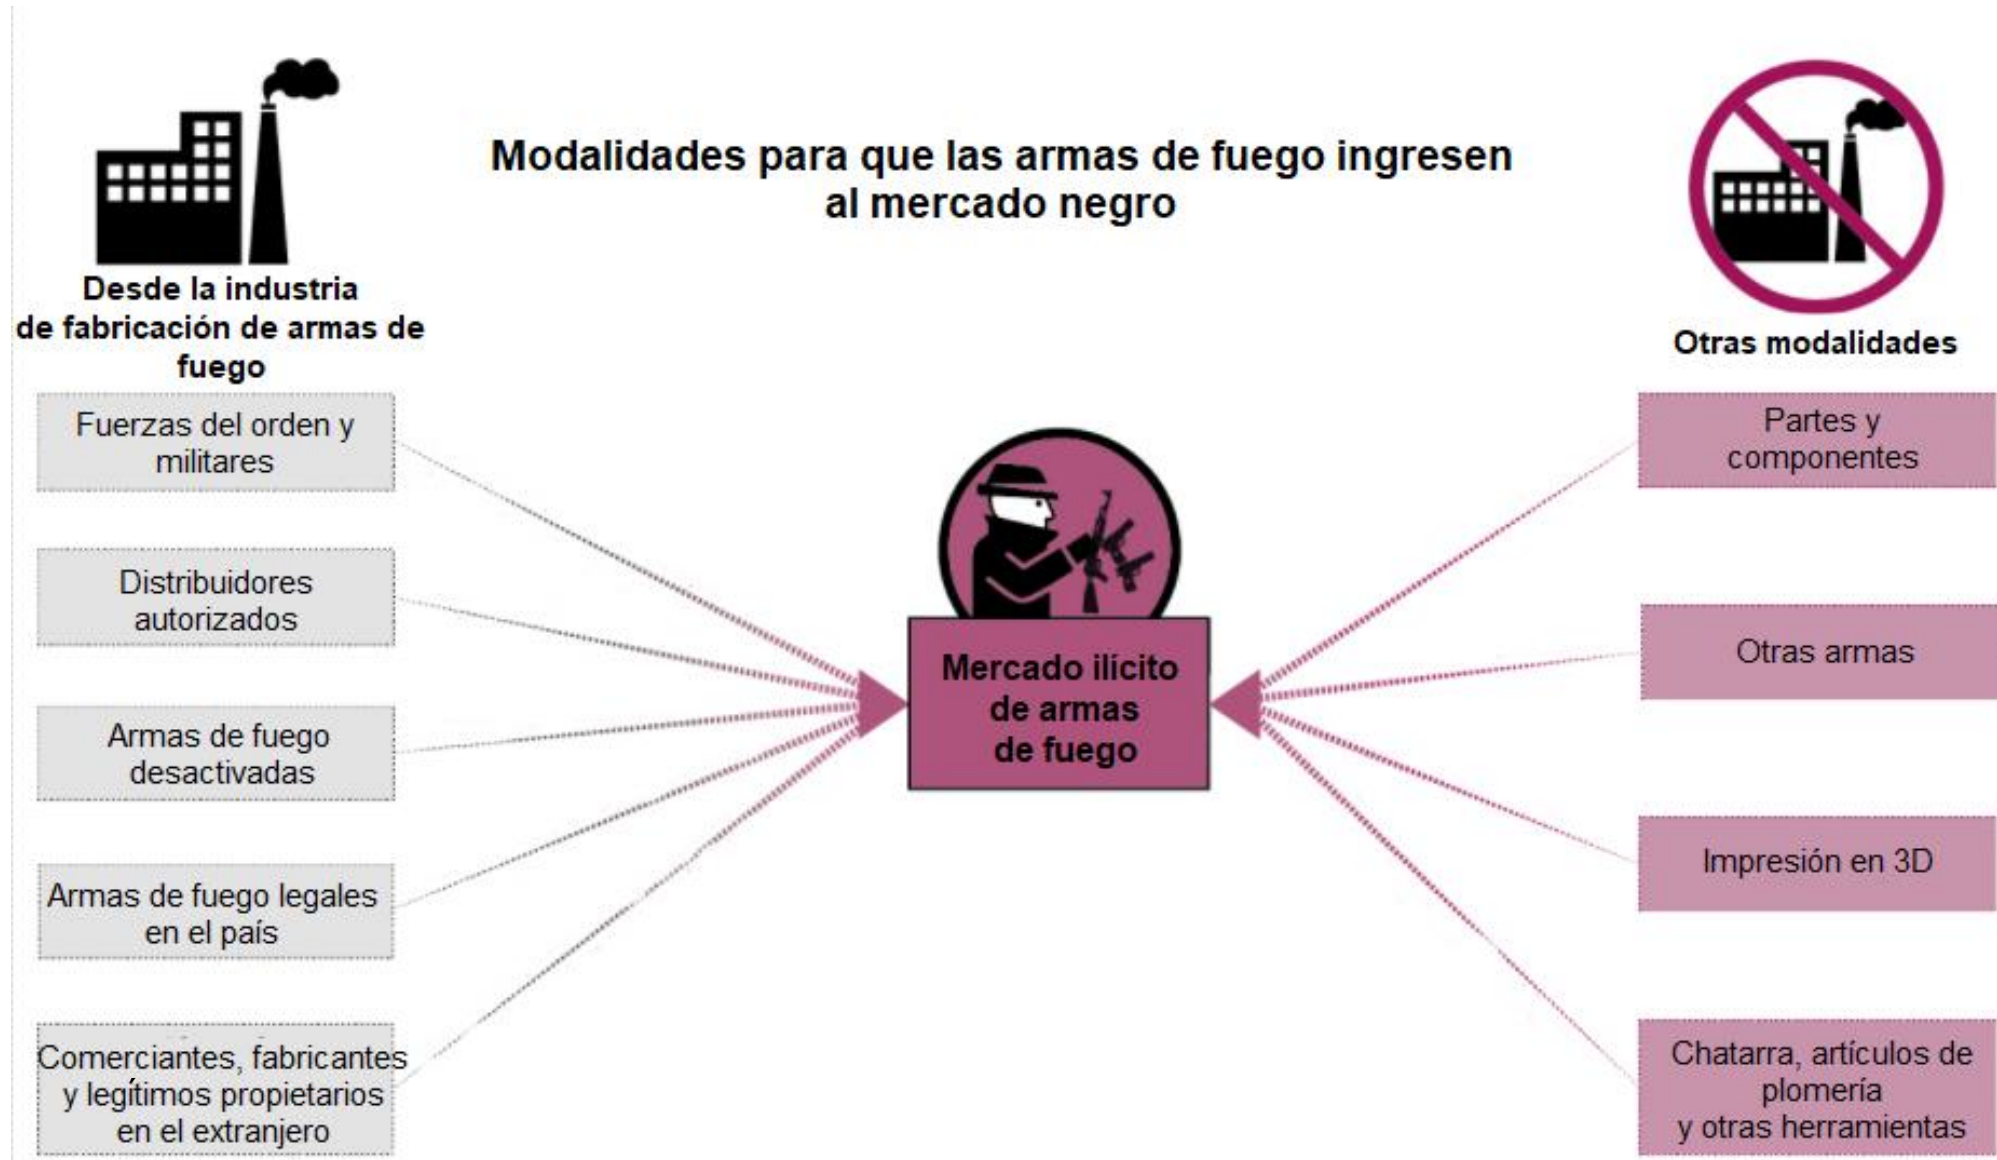 Modalidades para que las armas de fuego ingresen
al mercado negro
Desde la industria
de fabricación de armas de
fuego
Fuerzas del orden y
militares
Distribuidores
autorizados
Armas de fuego
desactivadas
Armas de fuego legales
en el país
Comerciantes, fabricantes
y legítimos propietarios
en el extranjero
Mercado ilícito
de armas
de fuego
Otras modalidades
Partes y
componentes
Otras armas
Impresión en 3D
Chatarra, artículos de
plomería
y otras herramientas